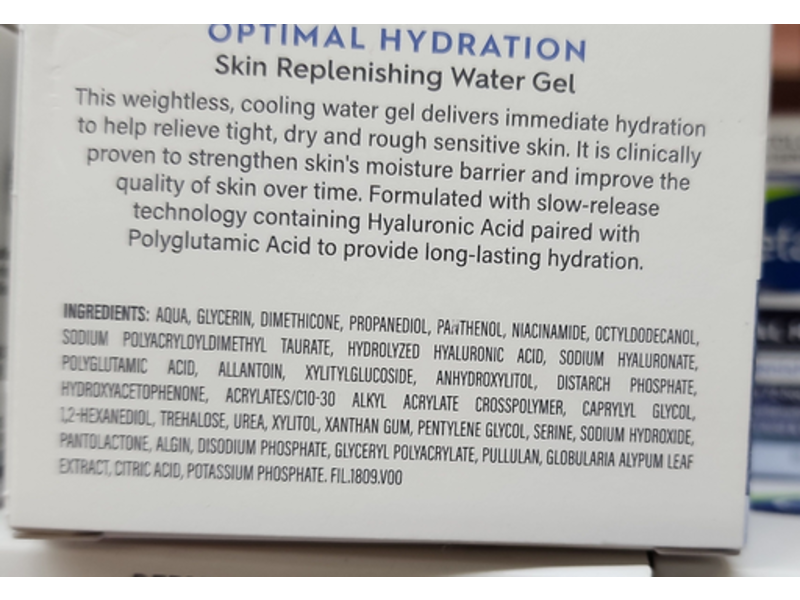 OPTIMAL HYDRATION
Skin Replenishing Water Gel
This weightless, cooling water gel delivers immediate hydration
to help relieve tight, dry and rough sensitive skin. It is clinically
proven to strengthen skin's moisture barrier and improve the
quality of skin over time. Formulated with slow-release
technology containing Hyaluronic Acid paired with
Polyglutamic Acid to provide long-lasting hydration.
INGREDIENTS: AQUA, GLYCERIN, DIMETHICONE, PROPANEDIOL, PANTHENOL, NIACINAMIDE, OCTYLDODECANOL,
SODIUM POLYACRYLOYLDIMETHYL TAURATE, HYDROLYZED HYALURONIC ACID, SODIUM HYALURONATE,
POLYGLUTAMIC ACID, ALLANTOIN, XYLITYLGLUCOSIDE, ANHYDROXYLITOL, DISTARCH PHOSPHATE,
HYDROXYACETOPHENONE, ACRYLATES/C10-30 ALKYL ACRYLATE CROSSPOLYMER, CAPRYLYL GLYCOL,
1,2-HEXANEDIOL, TREHALOSE, UREA, XYLITOL, XANTHAN GUM, PENTYLENE GLYCOL, SERINE, SODIUM HYDROXIDE,
PANTOLACTONE, ALGIN, DISODIUM PHOSPHATE, GLYCERYL POLYACRYLATE, PULLULAN, GLOBULARIA ALYPUM LEAF
EXTRACT, CITRIC ACID, POTASSIUM PHOSPHATE. FIL.1809.V00